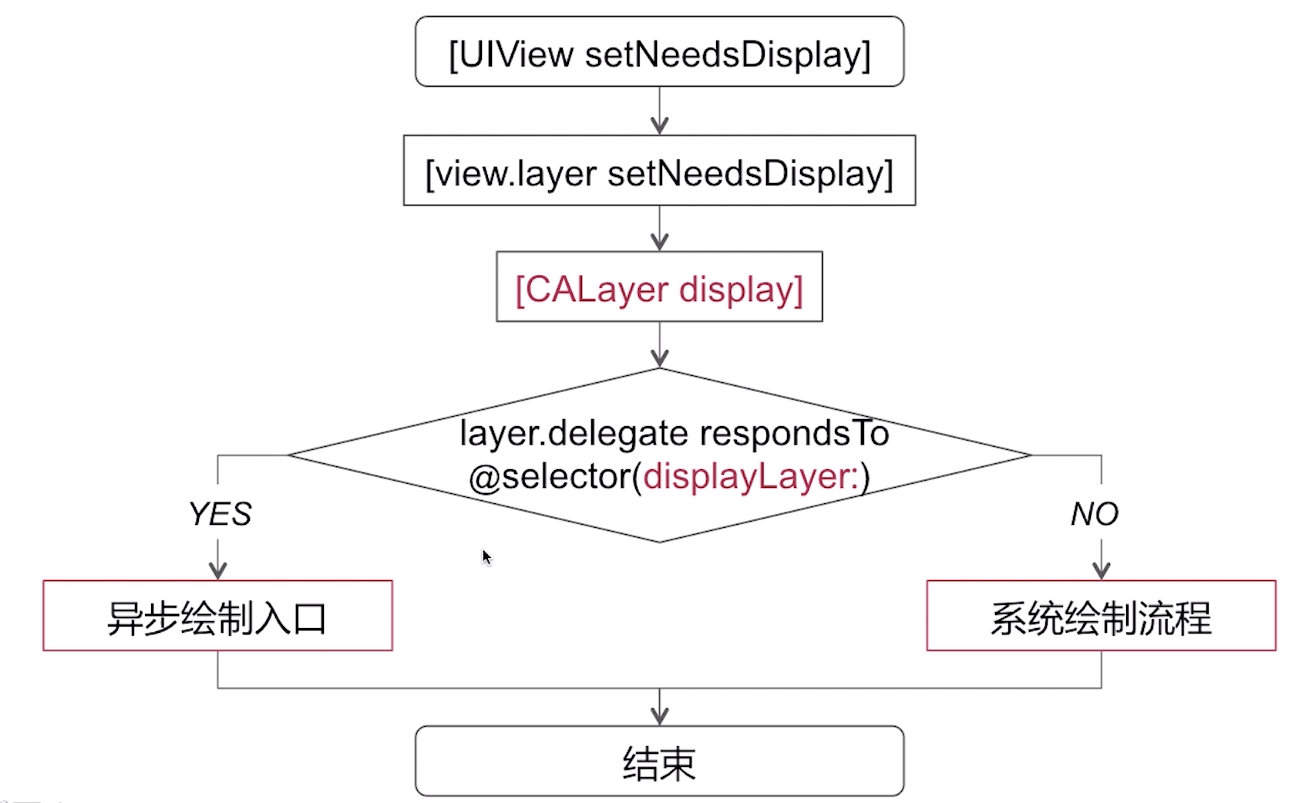 [UIView setNeedsDisplay]
[view.layer setNeedsDisplay]
[CALayer display]
layer.delegate respondsTo
@selector(displayLayer:)
YES
NO
异步绘制入口
系统绘制流程
结束